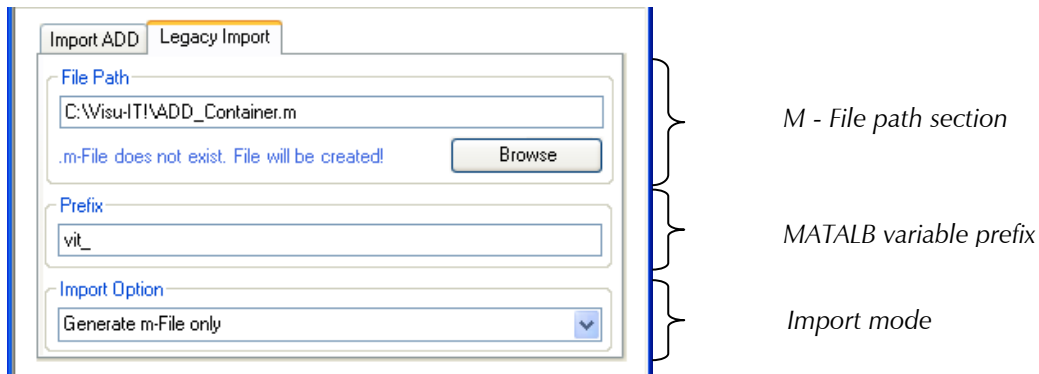 Import ADD
Legacy Import
File Path
C:\Visu-IT!\ADD_Container.m
.m-File does not exist. File will be created!
Browse
M - File path section
Prefix
vit_
MATALB variable prefix
Import Option
Generate m-File only
Import mode